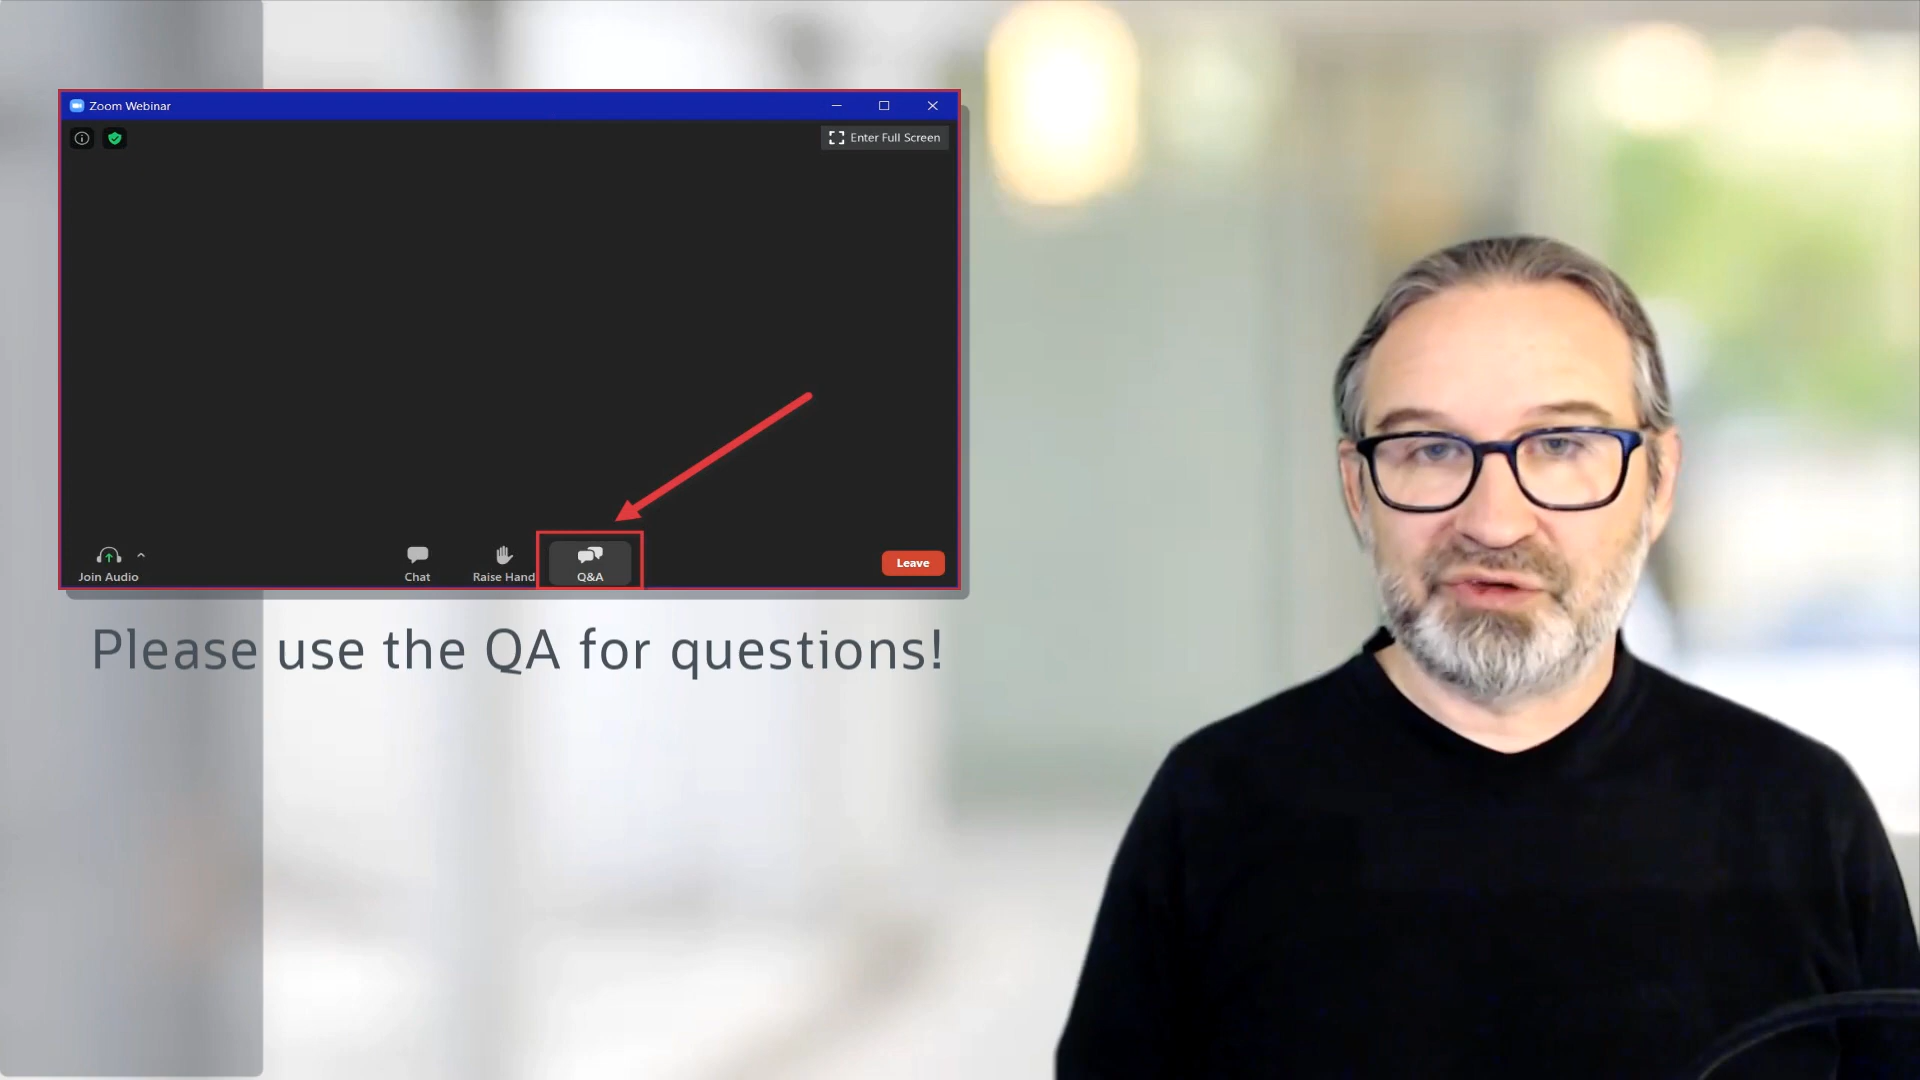 Zoom Webinar
Enter Full Screen
Join Audio
Chat
Raise Hand
Q&A
Leave
Please use the QA for questions!